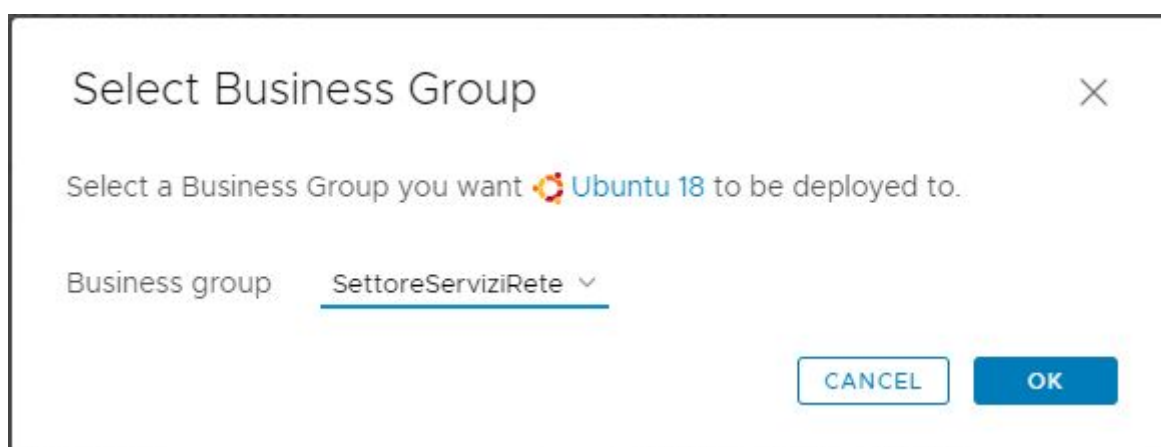 Select Business Group
Select a Business Group you want Ubuntu 18 to be deployed to.
Business group SettoreServiziRete
CANCEL OK